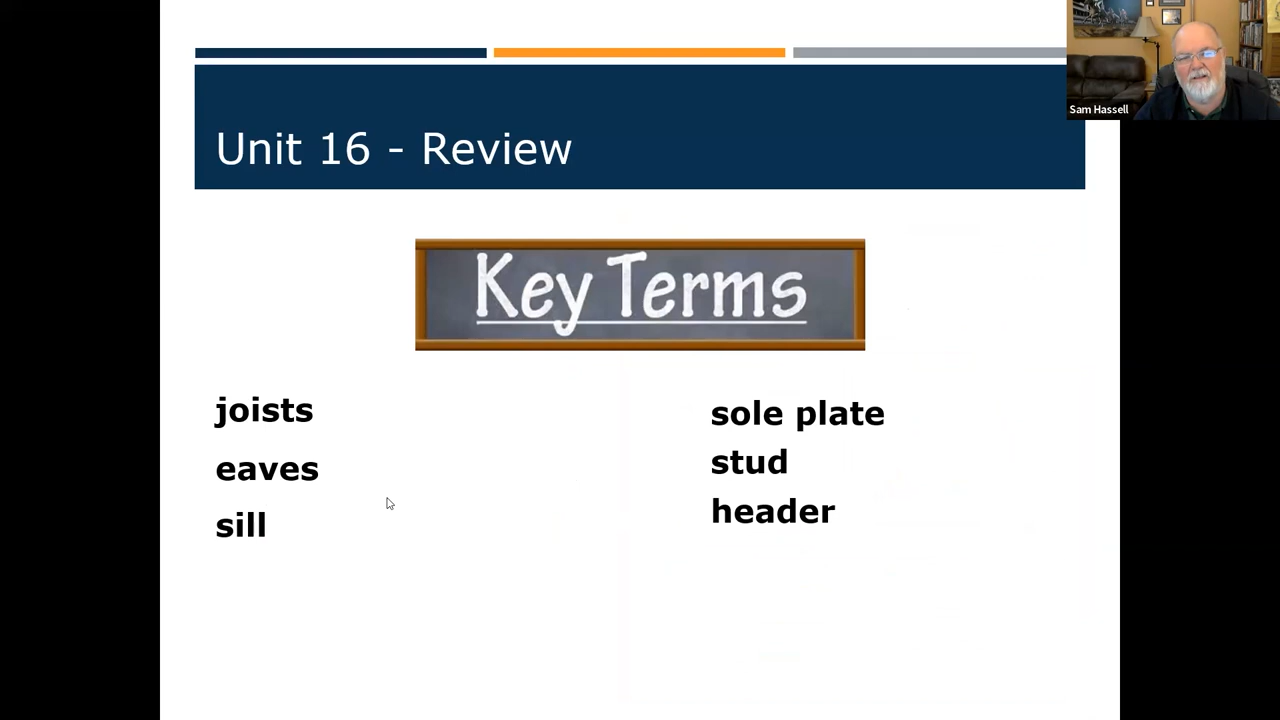 Sam Hassell
Unit 16 - Review
Key Terms
joists
eaves
sill
sole plate
stud
header